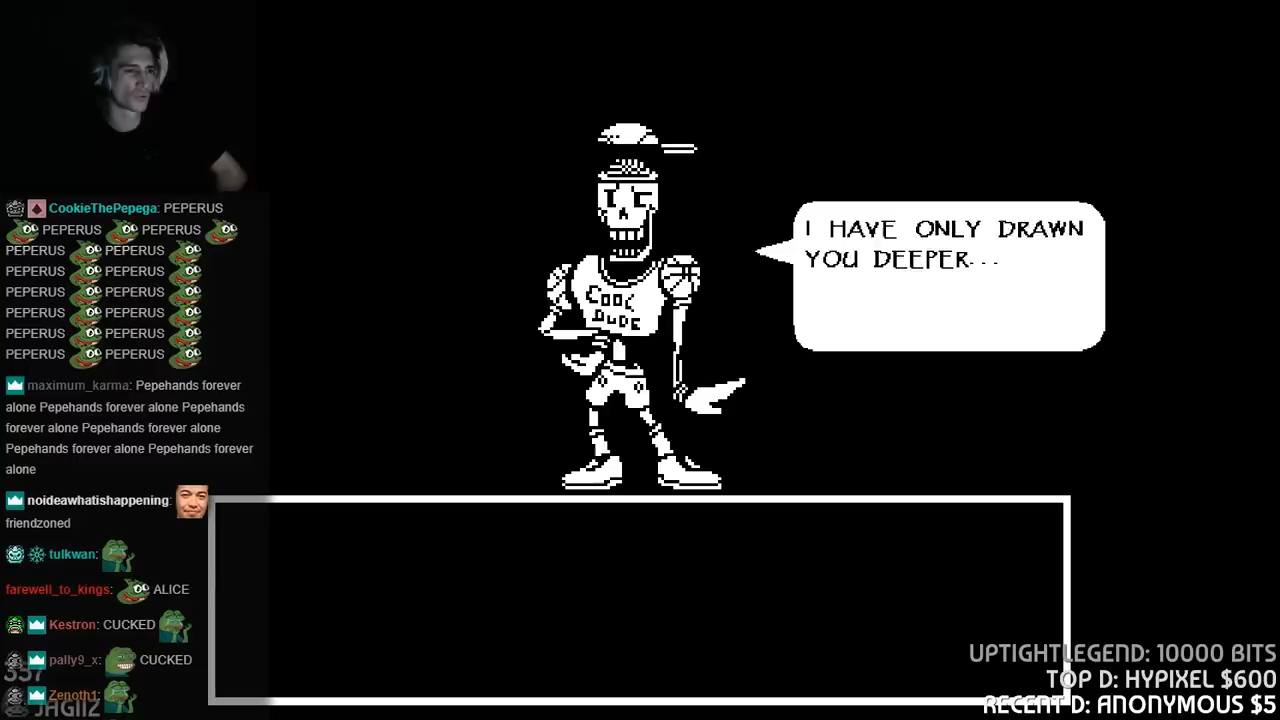 CookieThePepega: PEPERUS
PEPERUS PEPERUS
PEPERUS PEPERUS
PEPERUS PEPERUS
PEPERUS PEPERUS
PEPERUS PEPERUS
PEPERUS PEPERUS
PEPERUS PEPERUS
maximum_karma: Pepehands forever
alone Pepehands forever alone Pepehands
forever alone Pepehands forever alone
Pepehands forever alone Pepehands forever
alone
noideawhatishappening:
friendzoned
tulkwan:
farewell_to_kings: ALICE
Kestron: CUCKED
pally9_x: CUCKED
357
Zenoth1:
I HAVE ONLY DRAWN
YOU DEEPER...
COOL
DUDE
UPTIGHTLEGEND: 10000 BITS
TOP D: HYPIXEL $600
RECENT D: ANONYMOUS $5